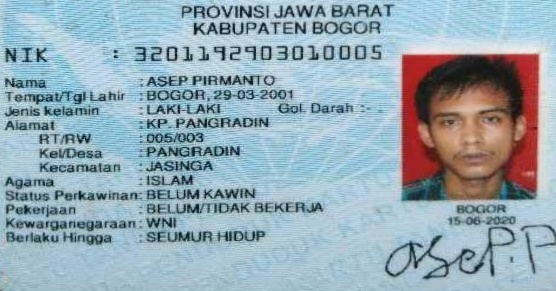 PROVINSI JAWA BARAT
KABUPATEN BOGOR
NIK : 3201192903010005
Nama : ASEP PIRMANTO
Tempat/Tgl Lahir : BOGOR, 29-03-2001
Jenis kelamin : LAKI-LAKI Gol. Darah : -
Alamat : KP. PANGRADIN
RT/RW : 005/003
Kel/Desa : PANGRADIN
Kecamatan : JASINGA
Agama : ISLAM
Status Perkawinan: BELUM KAWIN
Pekerjaan : BELUM/TIDAK BEKERJA
Kewarganegaraan: WNI
Berlaku Hingga : SEUMUR HIDUP
BOGOR
15-06-2020
Asep.P